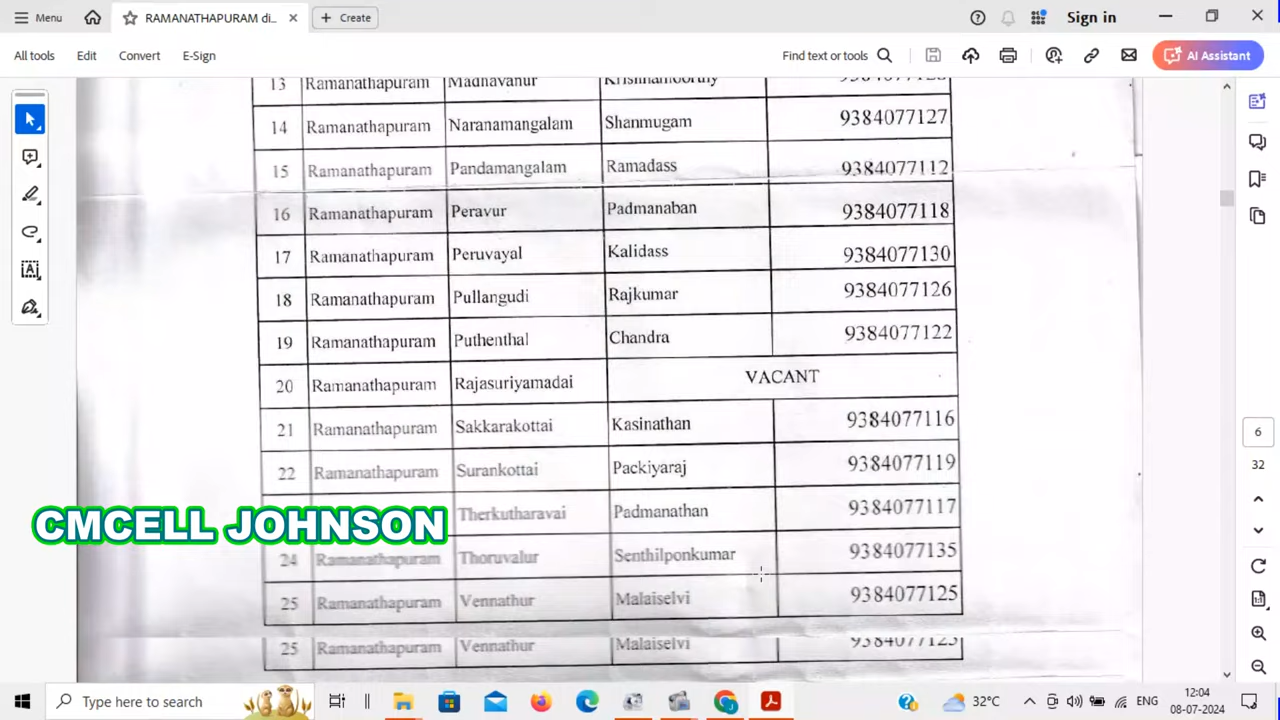 Menu
RAMANATHAPURAM di...
Create
Sign in
All tools Edit Convert E-Sign
Find text or tools
AI Assistant
13 Ramanathapuram Madhavanur Krishnamoorthy
14 Ramanathapuram Naranamangalam Shanmugam 9384077127
15 Ramanathapuram Pandamangalam Ramadass 9384077112
16 Ramanathapuram Peravur Padmanaban 9384077118
17 Ramanathapuram Peruvayal Kalidass 9384077130
18 Ramanathapuram Pullangudi Rajkumar 9384077126
19 Ramanathapuram Puthenthal Chandra 9384077122
20 Ramanathapuram Rajasuriyamadai VACANT
21 Ramanathapuram Sakkarakottai Kasinathan 9384077116
22 Ramanathapuram Surankottai Packiyaraj 9384077119
CMCELL JOHNSON
Therkutharavai Padmanathan 9384077117
24 Ramanathapuram Thoruvalur Senthilponkumar 9384077135
25 Ramanathapuram Vennathur Malaiselvi 9384077125
25 Ramanathapuram Vennathur Malaiselvi 9384077125
6
32
Type here to search
32°C
ENG
12:04
08-07-2024